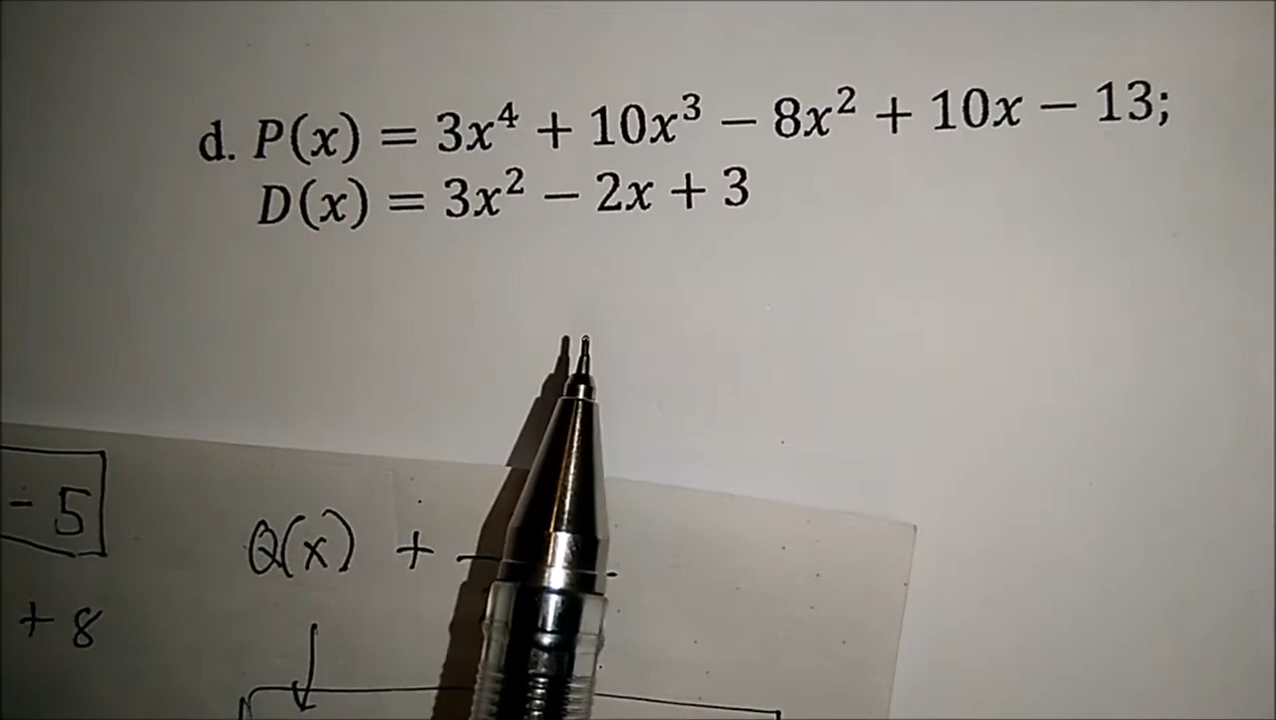 d. P(x) = 3x⁴ + 10x³ − 8x² + 10x − 13;
D(x) = 3x² − 2x + 3
- 5
Q(x) +
+ 8